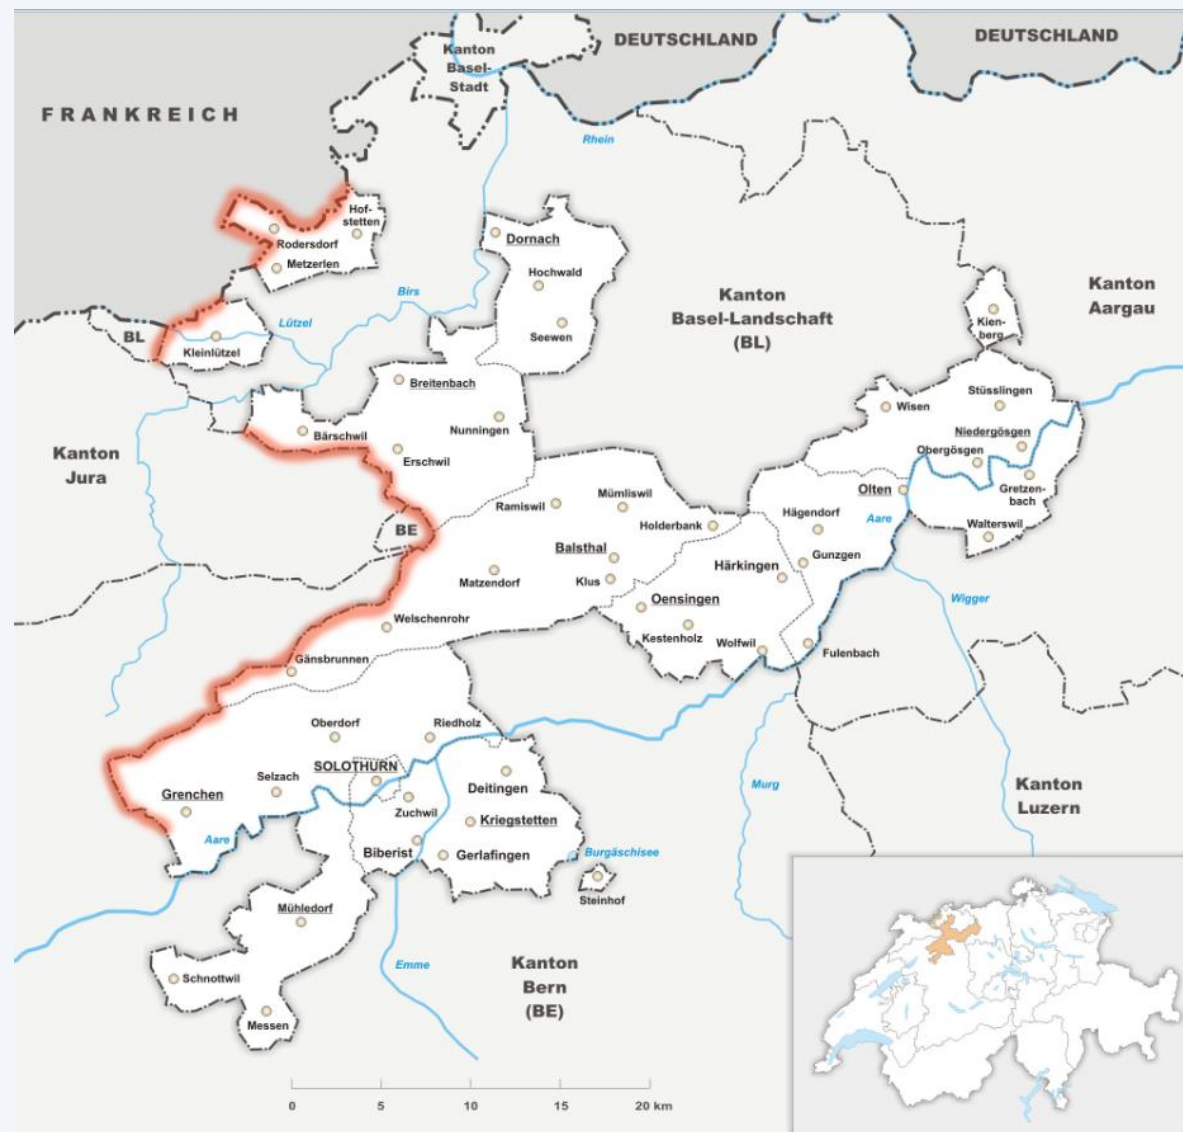 Kanton
Basel-
Stadt
DEUTSCHLAND
DEUTSCHLAND
FRANKREICH
Rhein
Hof-
stetten
Rodersdorf
Metzerlen
Dornach
Hochwald
Seewen
Birs
Kanton
Basel-Landschaft
(BL)
Kanton
Aargau
Kien-
berg
BL
Lützel
Kleinlützel
Breitenbach
Nunningen
Bärschwil
Erschwil
Wisen
Stüsslingen
Niedergösgen
Obergösgen
Gretzen-
bach
Kanton
Jura
Olten
Aare
Walterswil
BE
Ramiswil
Mümliswil
Holderbank
Hägendorf
Gunzgen
Balsthal
Klus
Matzendorf
Härkingen
Oensingen
Kestenholz
Wolfwil
Fulenbach
Wigger
Welschenrohr
Gänsbrunnen
Oberdorf
Riedholz
SOLOTHURN
Selzach
Grenchen
Aare
Zuchwil
Deitingen
Kriegstetten
Biberist
Gerlafingen
Burgäschisee
Steinhof
Murg
Kanton
Luzern
Mühledorf
Schnottwil
Messen
Emme
Kanton
Bern
(BE)
0 5 10 15 20 km